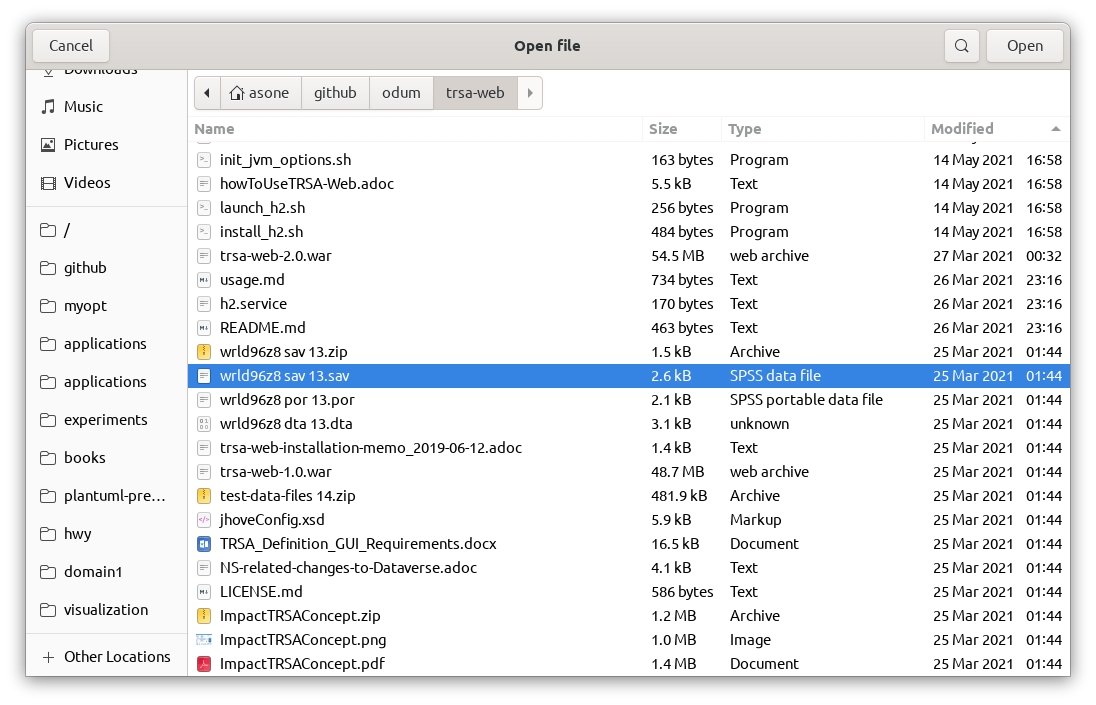 Cancel Open file Open
Downloads
Music
Pictures
Videos
/
github
myopt
applications
applications
experiments
books
plantuml-pre...
hwy
domain1
visualization
Other Locations
asone github odum trsa-web
Name Size Type Modified
init_jvm_options.sh 163 bytes Program 14 May 2021 16:58
howToUseTRSA-Web.adoc 5.5 kB Text 14 May 2021 16:58
launch_h2.sh 256 bytes Program 14 May 2021 16:58
install_h2.sh 484 bytes Program 14 May 2021 16:58
trsa-web-2.0.war 54.5 MB web archive 27 Mar 2021 00:32
usage.md 734 bytes Text 26 Mar 2021 23:16
h2.service 170 bytes Text 26 Mar 2021 23:16
README.md 463 bytes Text 26 Mar 2021 23:16
wrld96z8 sav 13.zip 1.5 kB Archive 25 Mar 2021 01:44
wrld96z8 sav 13.sav 2.6 kB SPSS data file 25 Mar 2021 01:44
wrld96z8 por 13.por 2.1 kB SPSS portable data file 25 Mar 2021 01:44
wrld96z8 dta 13.dta 3.1 kB unknown 25 Mar 2021 01:44
trsa-web-installation-memo_2019-06-12.adoc 1.4 kB Text 25 Mar 2021 01:44
trsa-web-1.0.war 48.7 MB web archive 25 Mar 2021 01:44
test-data-files 14.zip 481.9 kB Archive 25 Mar 2021 01:44
jhoveConfig.xsd 5.9 kB Markup 25 Mar 2021 01:44
TRSA_Definition_GUI_Requirements.docx 16.5 kB Document 25 Mar 2021 01:44
NS-related-changes-to-Dataverse.adoc 4.1 kB Text 25 Mar 2021 01:44
LICENSE.md 586 bytes Text 25 Mar 2021 01:44
ImpactTRSAConcept.zip 1.2 MB Archive 25 Mar 2021 01:44
ImpactTRSAConcept.png 1.0 MB Image 25 Mar 2021 01:44
ImpactTRSAConcept.pdf 1.4 MB Document 25 Mar 2021 01:44